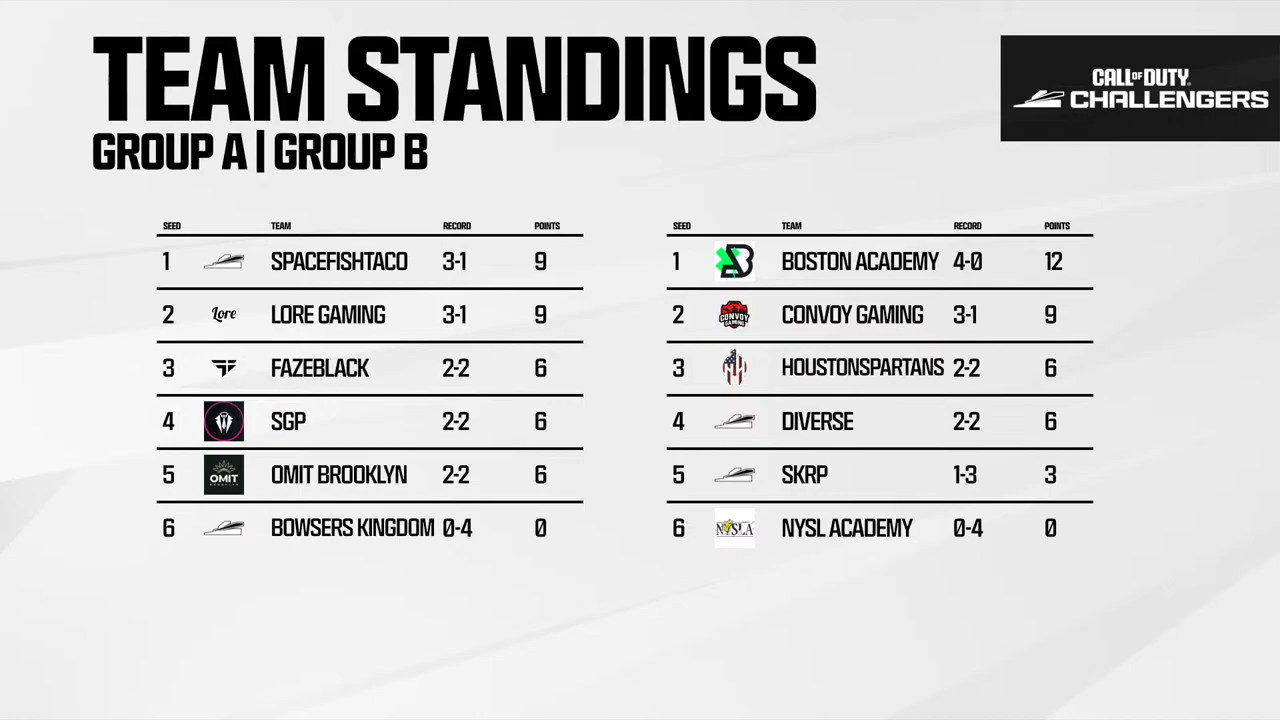 TEAM STANDINGS
GROUP A | GROUP B
CALL OF DUTY
CHALLENGERS
SEED TEAM RECORD POINTS
1 SPACEFISHTACO 3-1 9
2 Lore LORE GAMING 3-1 9
3 FAZEBLACK 2-2 6
4 SGP 2-2 6
5 OMIT BROOKLYN OMIT BROOKLYN 2-2 6
6 BOWSERS KINGDOM 0-4 0
SEED TEAM RECORD POINTS
1 BOSTON ACADEMY 4-0 12
2 CONVOY GAMING CONVOY GAMING 3-1 9
3 HOUSTONSPARTANS 2-2 6
4 DIVERSE 2-2 6
5 SKRP 1-3 3
6 NYSLA NYSL ACADEMY 0-4 0